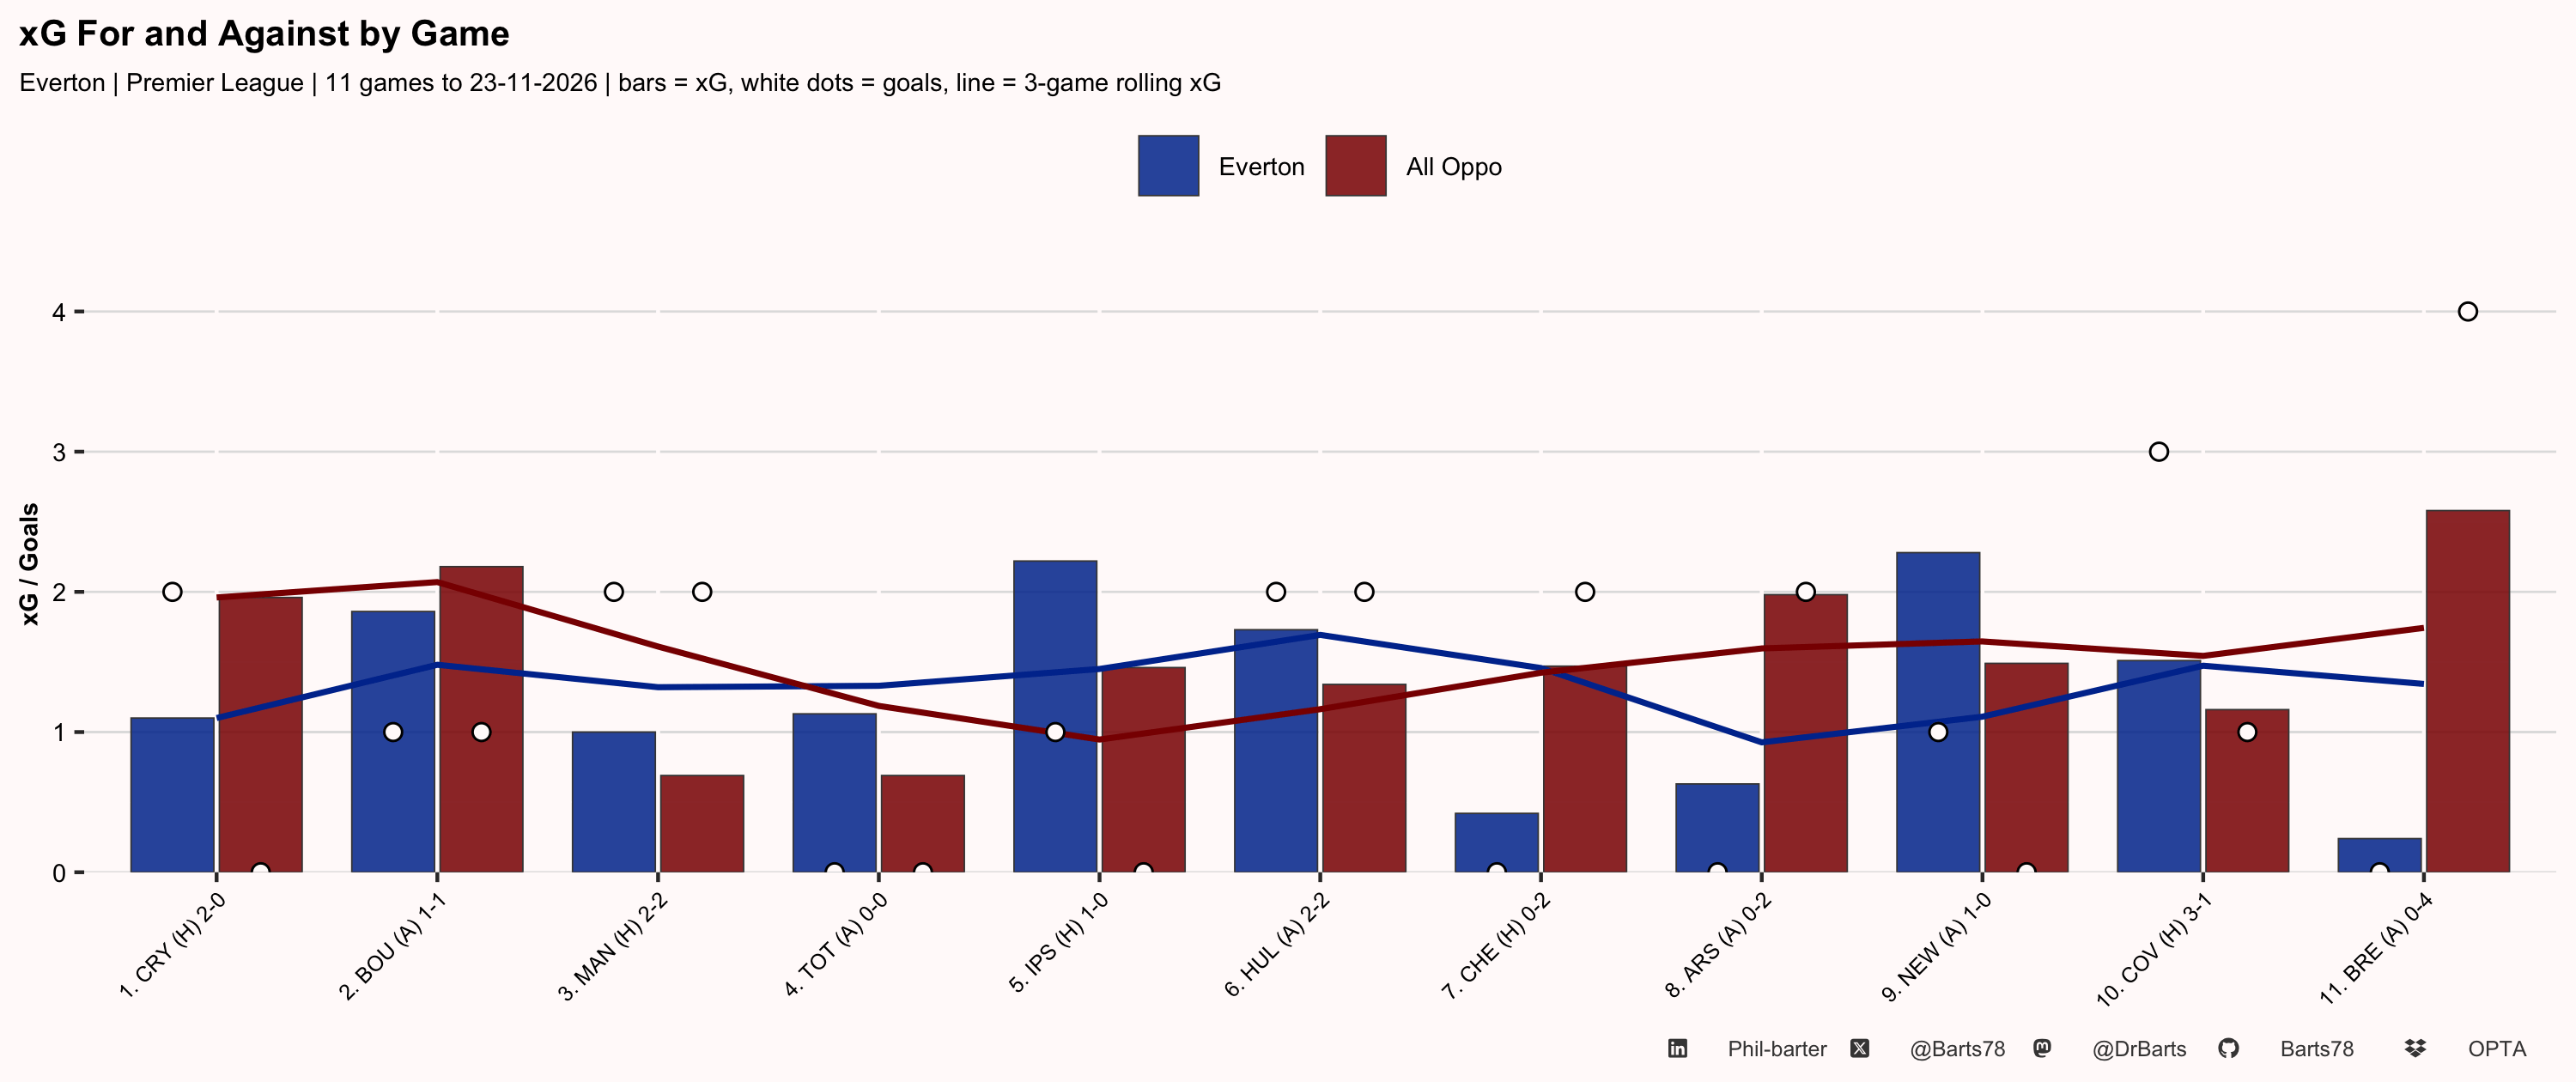 xG For and Against by Game
Everton | Premier League | 11 games to 23-11-2026 | bars = xG, white dots = goals, line = 3-game rolling xG
Everton All Oppo
xG / Goals
4
3
2
1
0
1. CRY (H) 2-0
2. BOU (A) 1-1
3. MAN (H) 2-2
4. TOT (A) 0-0
5. IPS (H) 1-0
6. HUL (A) 2-2
7. CHE (H) 0-2
8. ARS (A) 0-2
9. NEW (A) 1-0
10. COV (H) 3-1
11. BRE (A) 0-4
Phil-barter @Barts78 @DrBarts Barts78 OPTA